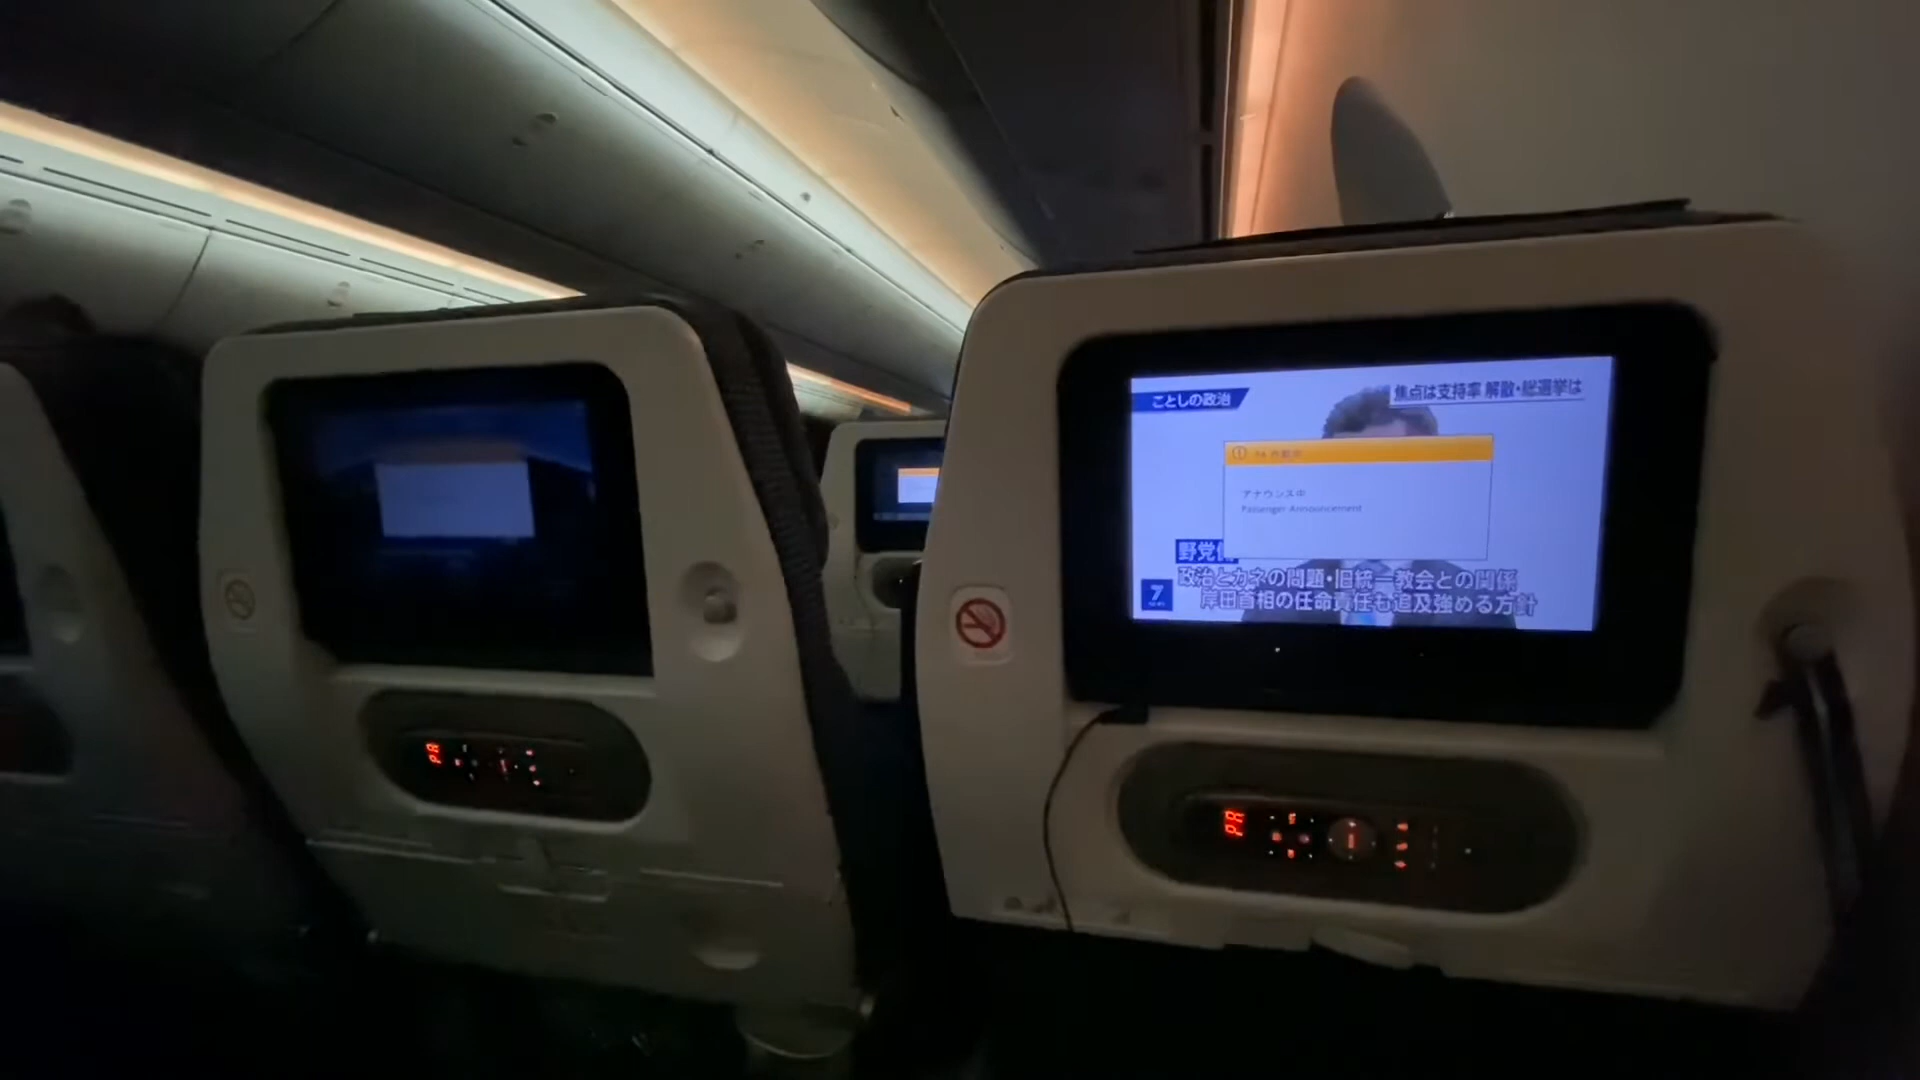 ことしの政治
焦点は支持率 解散・総選挙は
アナウンス中
Passenger Announcement
野党側
政治とカネの問題・旧統一教会との関係
岸田首相の任命責任も追及強める方針
7
PA
PA